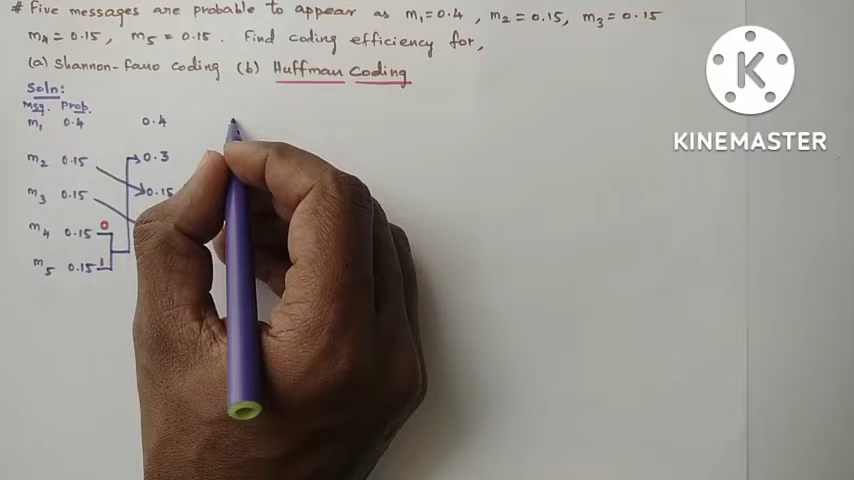 # Five messages are probable to appear as m₁=0.4, m₂=0.15, m₃=0.15
m₄=0.15, m₅=0.15. Find coding efficiency for,
(a) Shannon-fano coding (b) Huffman Coding
Soln:
Msg. Prob.
m₁ 0.4 0.4
m₂ 0.15 0.3
m₃ 0.15 0.15
m₄ 0.15 0
m₅ 0.15 1
K
KINEMASTER